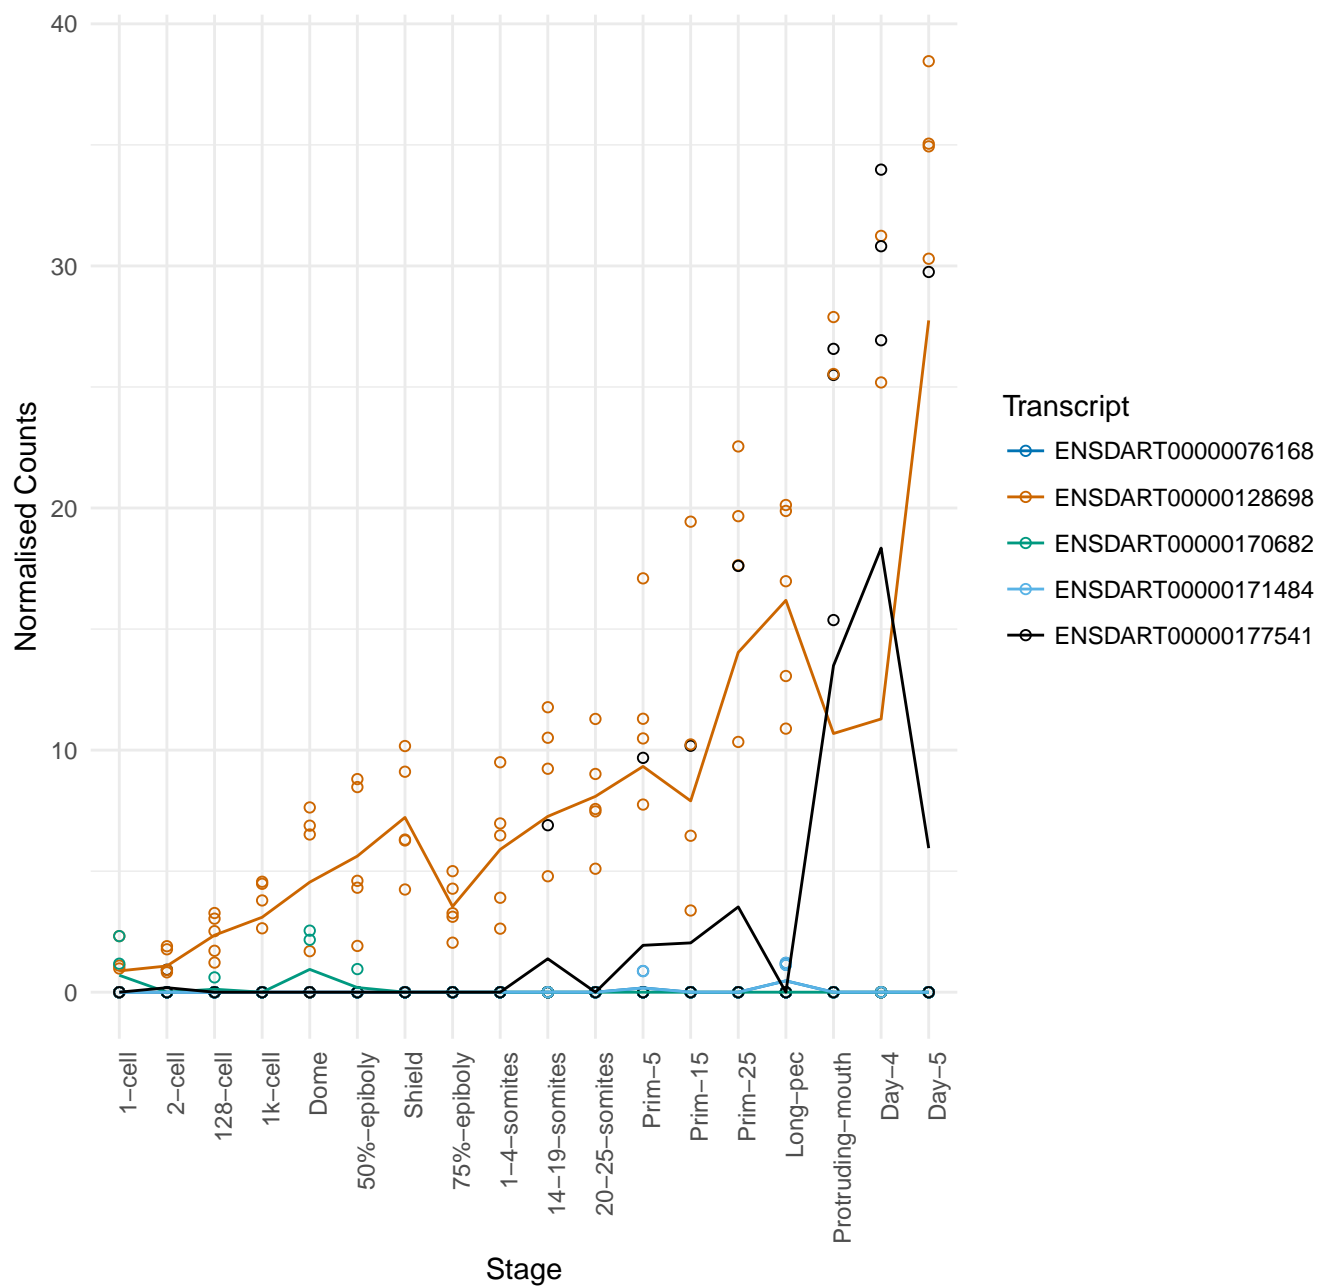 40
30
20
10
0
Normalised Counts
1−cell
2−cell
128−cell
1k−cell
Dome
50%−epiboly
Shield
75%−epiboly
1−4−somites
14−19−somites
20−25−somites
Prim−5
Prim−15
Prim−25
Long−pec
Protruding−mouth
Day−4
Day−5
Stage
Transcript
ENSDART00000076168
ENSDART00000128698
ENSDART00000170682
ENSDART00000171484
ENSDART00000177541